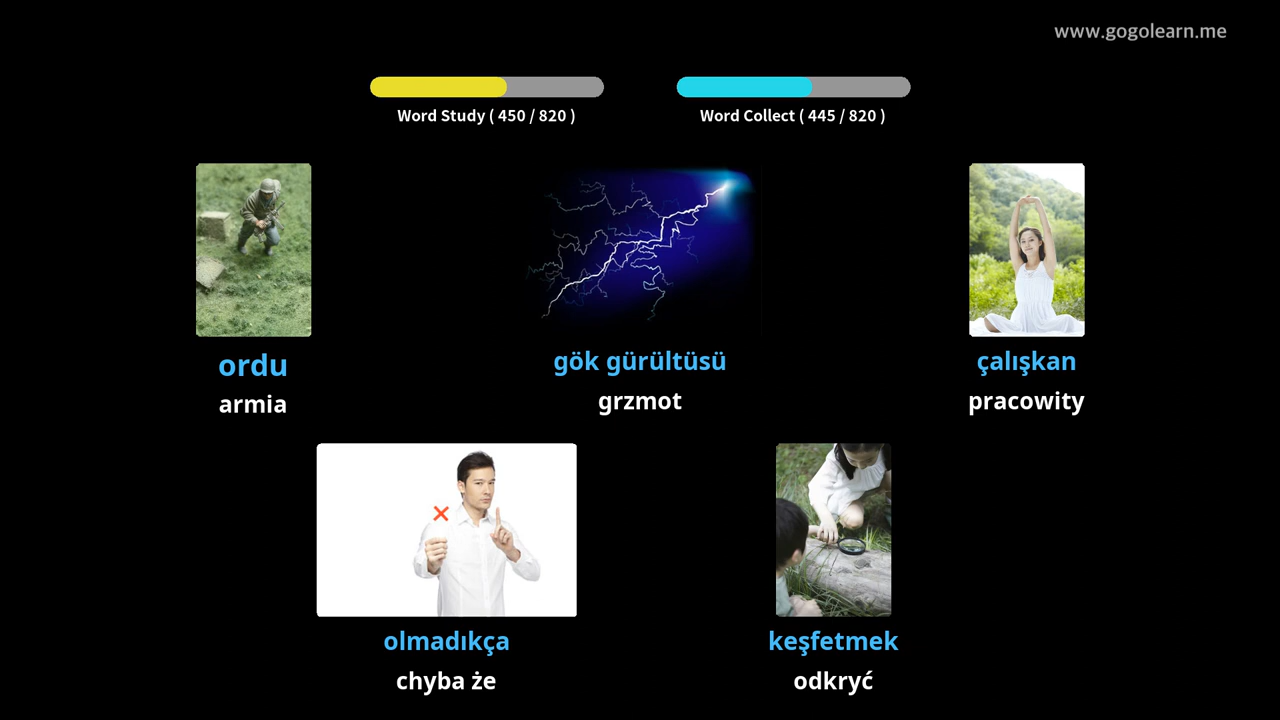 www.gogolearn.me
Word Study ( 450 / 820 )
Word Collect ( 445 / 820 )
ordu
armia
gök gürültüsü
grzmot
çalışkan
pracowity
olmadıkça
chyba że
keşfetmek
odkryć